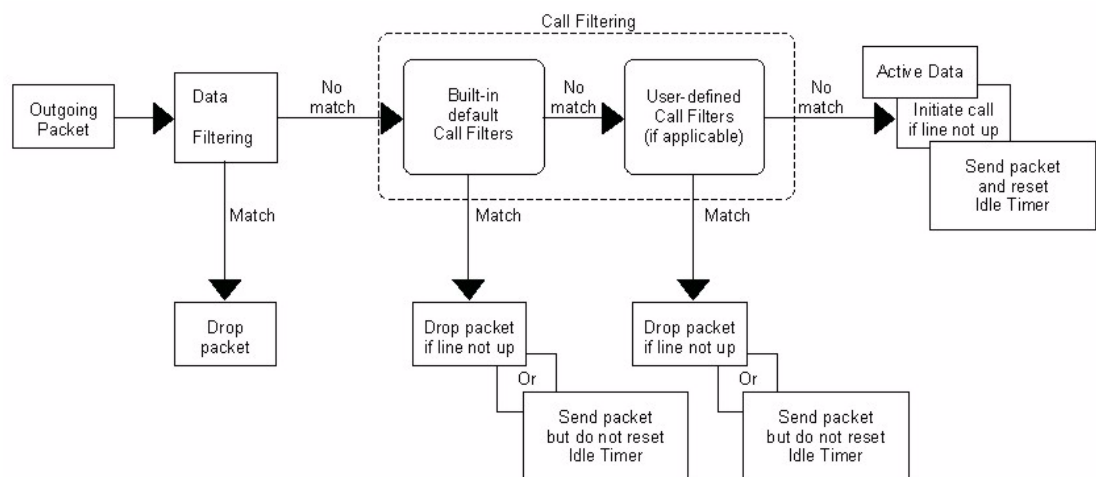 Call Filtering
Outgoing
Packet
Data
Filtering
No
match
Built-in
default
Call Filters
No
match
User-defined
Call Filters
(if applicable)
No
match
Active Data
Initiate call
if line not up
Send packet
and reset
Idle Timer
Match
Match
Match
Drop
packet
Drop packet
if line not up
Or
Send packet
but do not reset
Idle Timer
Drop packet
if line not up
Or
Send packet
but do not reset
Idle Timer